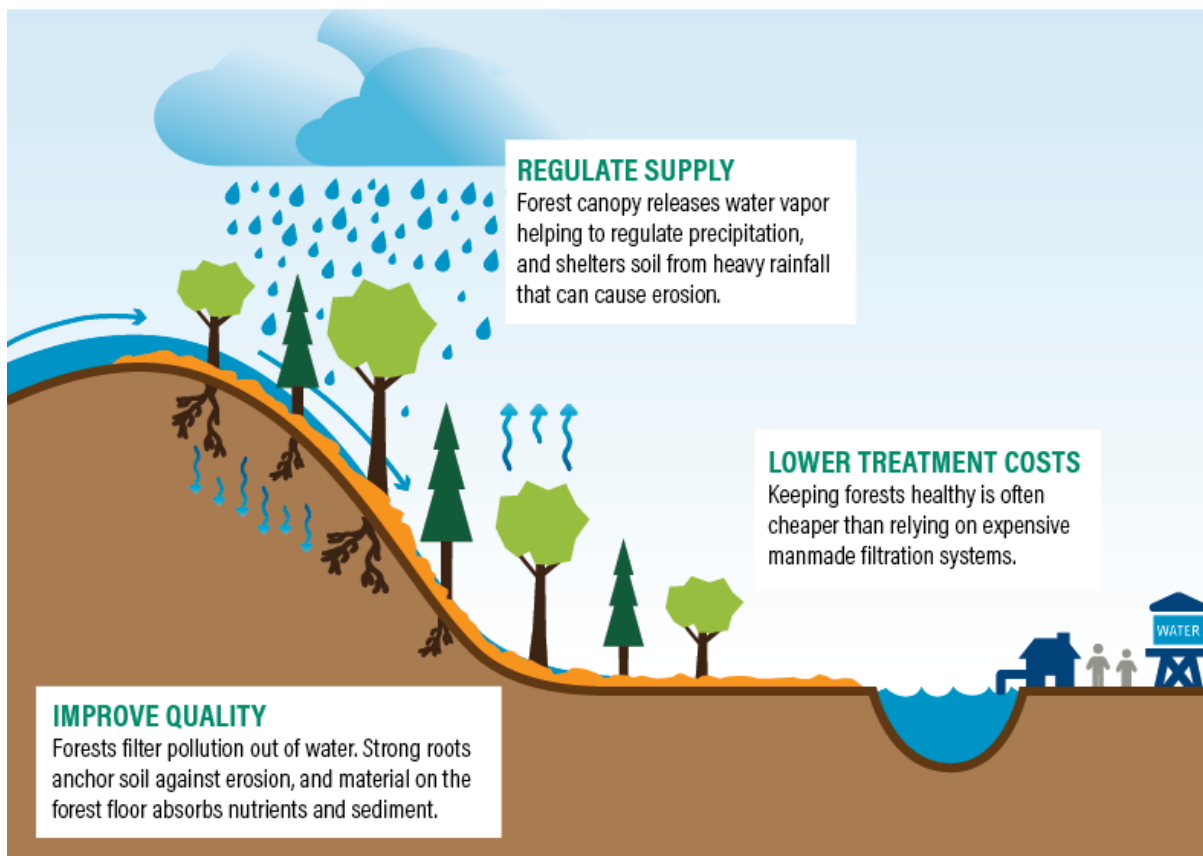 REGULATE SUPPLY
Forest canopy releases water vapor
helping to regulate precipitation,
and shelters soil from heavy rainfall
that can cause erosion.
LOWER TREATMENT COSTS
Keeping forests healthy is often
cheaper than relying on expensive
manmade filtration systems.
WATER
IMPROVE QUALITY
Forests filter pollution out of water. Strong roots
anchor soil against erosion, and material on the
forest floor absorbs nutrients and sediment.